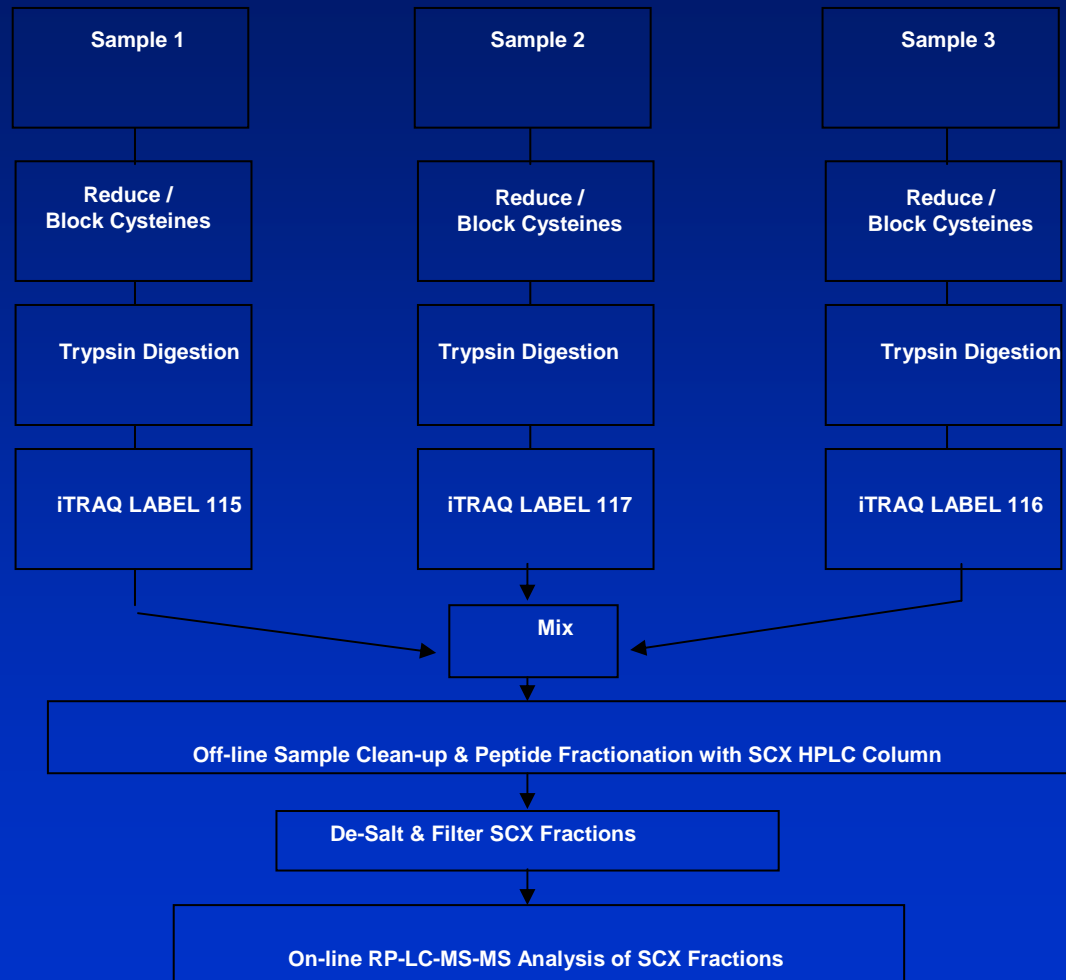 Sample 1
Sample 2
Sample 3
Reduce /
Block Cysteines
Reduce /
Block Cysteines
Reduce /
Block Cysteines
Trypsin Digestion
Trypsin Digestion
Trypsin Digestion
iTRAQ LABEL 115
iTRAQ LABEL 117
iTRAQ LABEL 116
Mix
Off-line Sample Clean-up & Peptide Fractionation with SCX HPLC Column
De-Salt & Filter SCX Fractions
On-line RP-LC-MS-MS Analysis of SCX Fractions